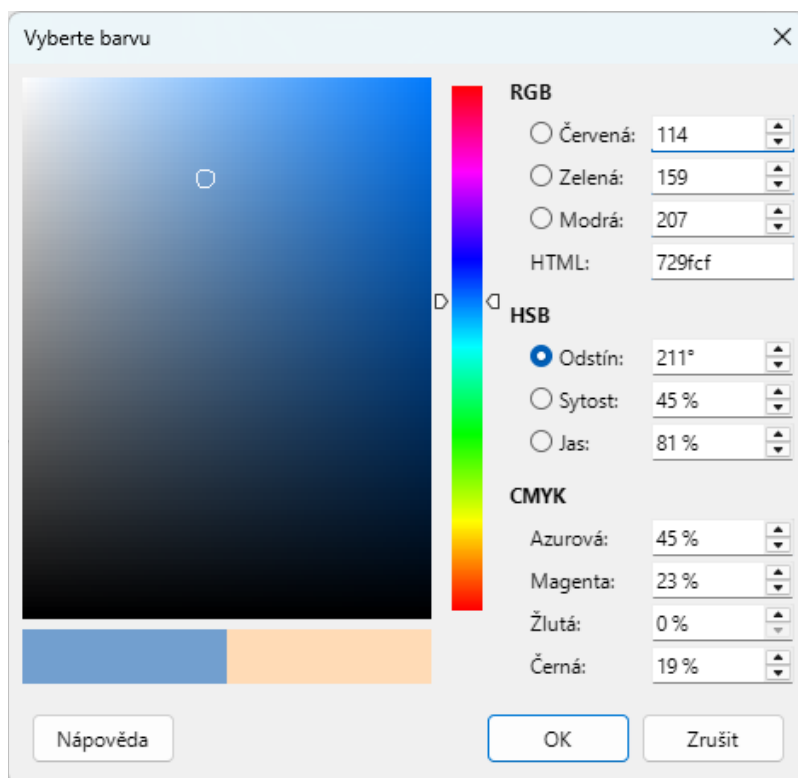 Vyberte barvu
RGB
Červená: 114
Zelená: 159
Modrá: 207
HTML: 729fcf
HSB
Odstín: 211°
Sytost: 45 %
Jas: 81 %
CMYK
Azurová: 45 %
Magenta: 23 %
Žlutá: 0 %
Černá: 19 %
Nápověda OK Zrušit